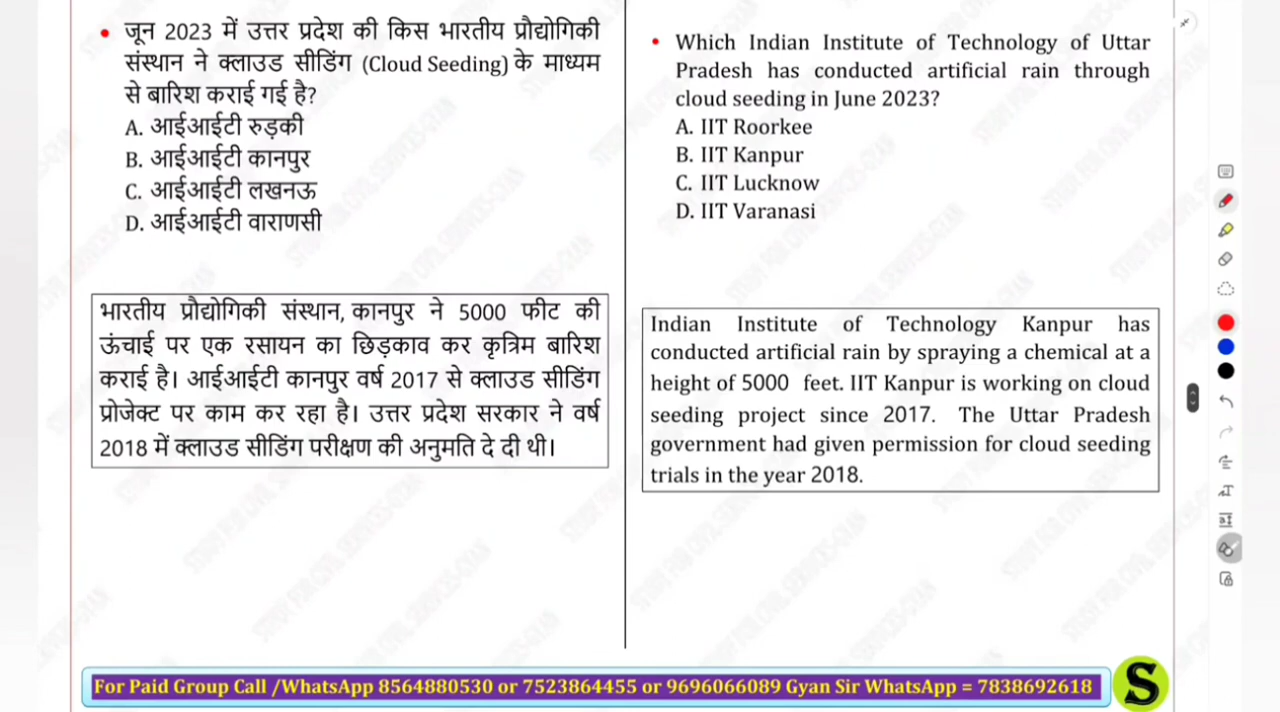 • जून 2023 में उत्तर प्रदेश की किस भारतीय प्रौद्योगिकी
संस्थान ने क्लाउड सीडिंग (Cloud Seeding) के माध्यम
से बारिश कराई गई है?
A. आईआईटी रुड़की
B. आईआईटी कानपुर
C. आईआईटी लखनऊ
D. आईआईटी वाराणसी
भारतीय प्रौद्योगिकी संस्थान, कानपुर ने 5000 फीट की
ऊंचाई पर एक रसायन का छिड़काव कर कृत्रिम बारिश
कराई है। आईआईटी कानपुर वर्ष 2017 से क्लाउड सीडिंग
प्रोजेक्ट पर काम कर रहा है। उत्तर प्रदेश सरकार ने वर्ष
2018 में क्लाउड सीडिंग परीक्षण की अनुमति दे दी थी।
• Which Indian Institute of Technology of Uttar
Pradesh has conducted artificial rain through
cloud seeding in June 2023?
A. IIT Roorkee
B. IIT Kanpur
C. IIT Lucknow
D. IIT Varanasi
Indian Institute of Technology Kanpur has
conducted artificial rain by spraying a chemical at a
height of 5000 feet. IIT Kanpur is working on cloud
seeding project since 2017. The Uttar Pradesh
government had given permission for cloud seeding
trials in the year 2018.
For Paid Group Call /WhatsApp 8564880530 or 7523864455 or 9696066089 Gyan Sir WhatsApp = 7838692618
S